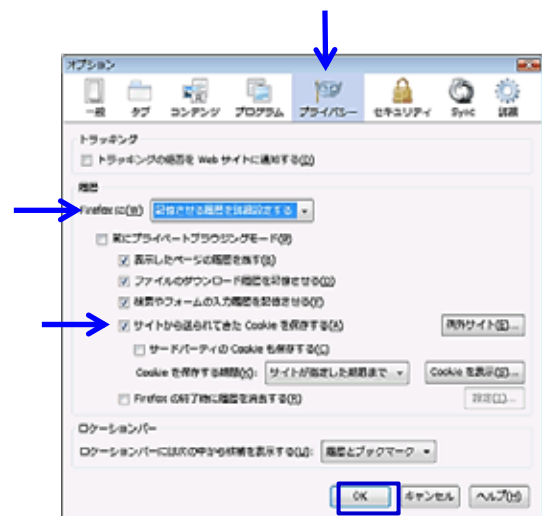 オプション
一般 タブ コンテンツ プログラム プライバシー セキュリティ Sync 詳細
トラッキング
トラッキングの拒否を Web サイトに通知する(D)
履歴
Firefox に(W) 記憶させる履歴を詳細設定する
常にプライベートブラウジングモード(P)
表示したページの履歴を残す(R)
ファイルのダウンロード履歴を記憶させる(D)
検索やフォームの入力履歴を記憶させる(F)
サイトから送られてきた Cookie を保存する(A) 例外サイト(E)...
サードパーティの Cookie も保存する(C)
Cookie を保存する期間(K): サイトが指定した期限まで Cookie を表示(S)...
Firefox の終了時に履歴を消去する(R) 設定(T)...
ロケーションバー
ロケーションバーには次の中から候補を表示する(U): 履歴とブックマーク
OK キャンセル ヘルプ(H)